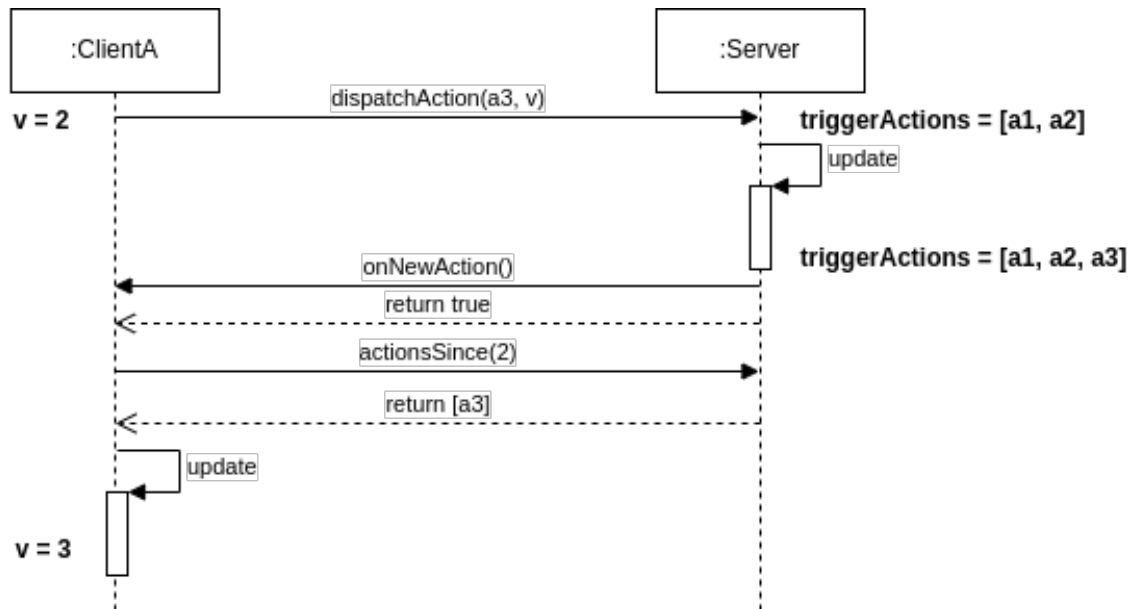 :ClientA
:Server
dispatchAction(a3, v)
v = 2
triggerActions = [a1, a2]
update
triggerActions = [a1, a2, a3]
onNewAction()
return true
actionsSince(2)
return [a3]
update
v = 3